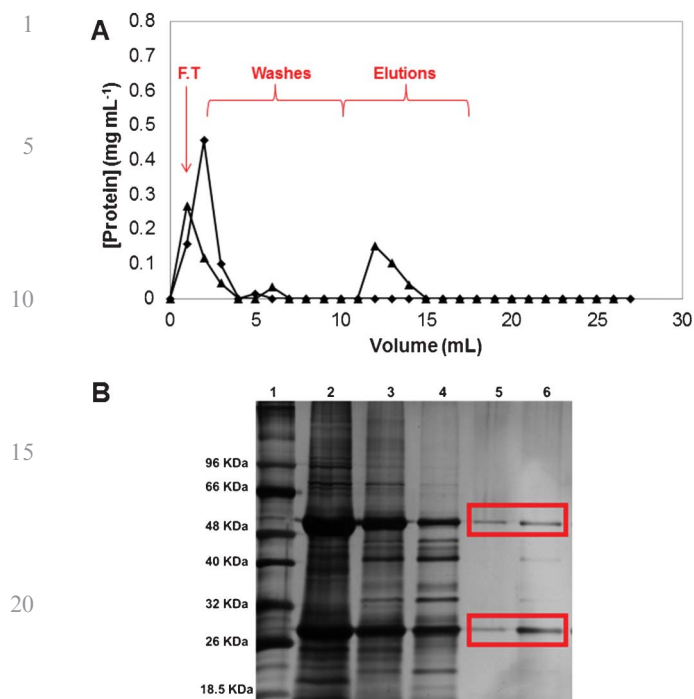 1
A
0.8
0.7
F.T Washes Elutions
0.6
0.5
5
0.4
[Protein] (mg mL-1)
0.3
0.2
0.1
10
0
0 5 10 15 20 25 30
Volume (mL)
B
1 2 3 4 5 6
15
96 KDa
66 KDa
48 KDa
40 KDa
20
32 KDa
26 KDa
18.5 KDa